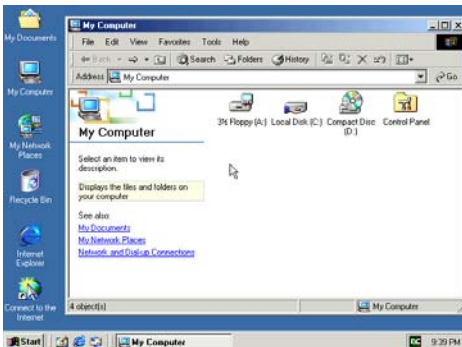 My Documents
My Computer
My Network
Places
Recycle Bin
Internet
Explorer
Connect to the
Internet
My Computer
File Edit View Favorites Tools Help
Back Search Folders History
Address My Computer Go
My Computer
Select an item to view its
description.
Displays the files and folders on
your computer
See also:
My Documents
My Network Places
Network and Dial-up Connections
3½ Floppy (A:) Local Disk (C:) Compact Disc
(D:) Control Panel
4 object(s) My Computer
Start My Computer 9:39 PM